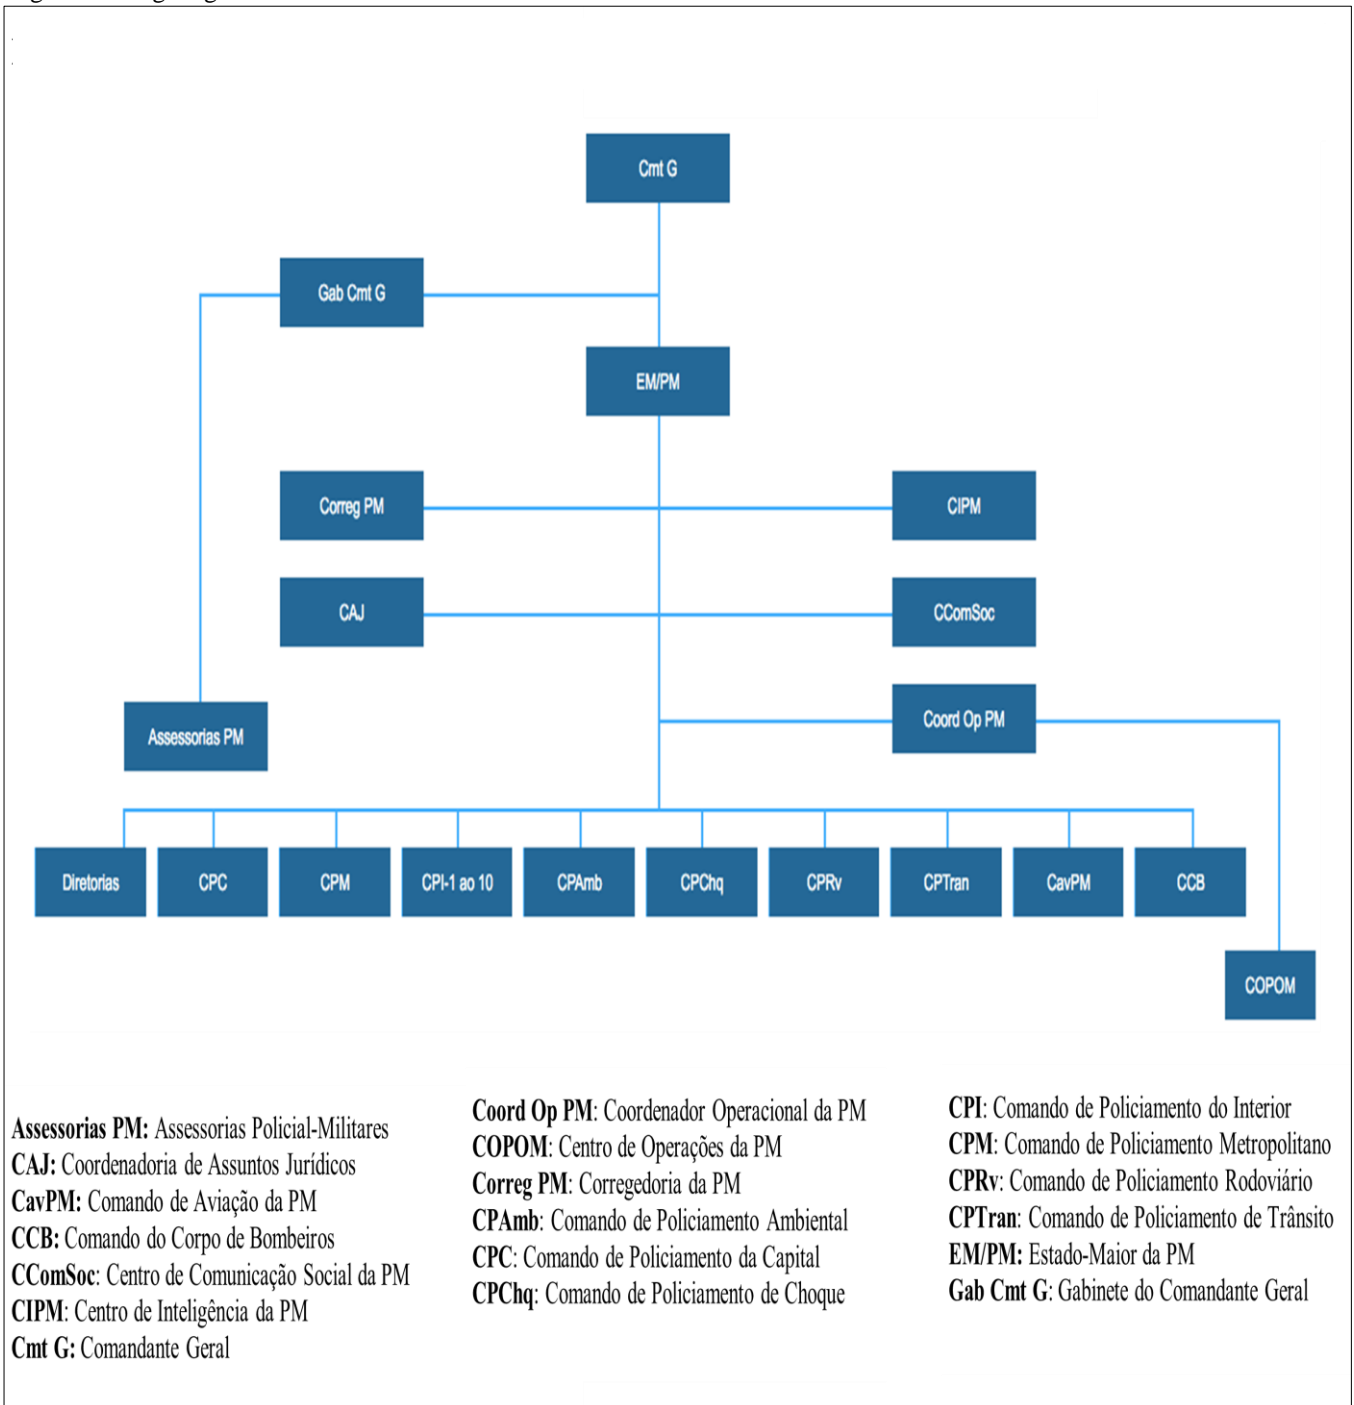 Cmt G
Gab Cmt G
EM/PM
Correg PM
CIPM
CAJ
CComSoc
Coord Op PM
Assessorias PM
Diretorias
CPC
CPM
CPI-1 ao 10
CPAmb
CPChq
CPRv
CPTran
CavPM
CCB
COPOM
Assessorias PM: Assessorias Policial-Militares
CAJ: Coordenadoria de Assuntos Jurídicos
CavPM: Comando de Aviação da PM
CCB: Comando do Corpo de Bombeiros
CComSoc: Centro de Comunicação Social da PM
CIPM: Centro de Inteligência da PM
Cmt G: Comandante Geral
Coord Op PM: Coordenador Operacional da PM
COPOM: Centro de Operações da PM
Correg PM: Corregedoria da PM
CPAmb: Comando de Policiamento Ambiental
CPC: Comando de Policiamento da Capital
CPChq: Comando de Policiamento de Choque
CPI: Comando de Policiamento do Interior
CPM: Comando de Policiamento Metropolitano
CPRv: Comando de Policiamento Rodoviário
CPTran: Comando de Policiamento de Trânsito
EM/PM: Estado-Maior da PM
Gab Cmt G: Gabinete do Comandante Geral